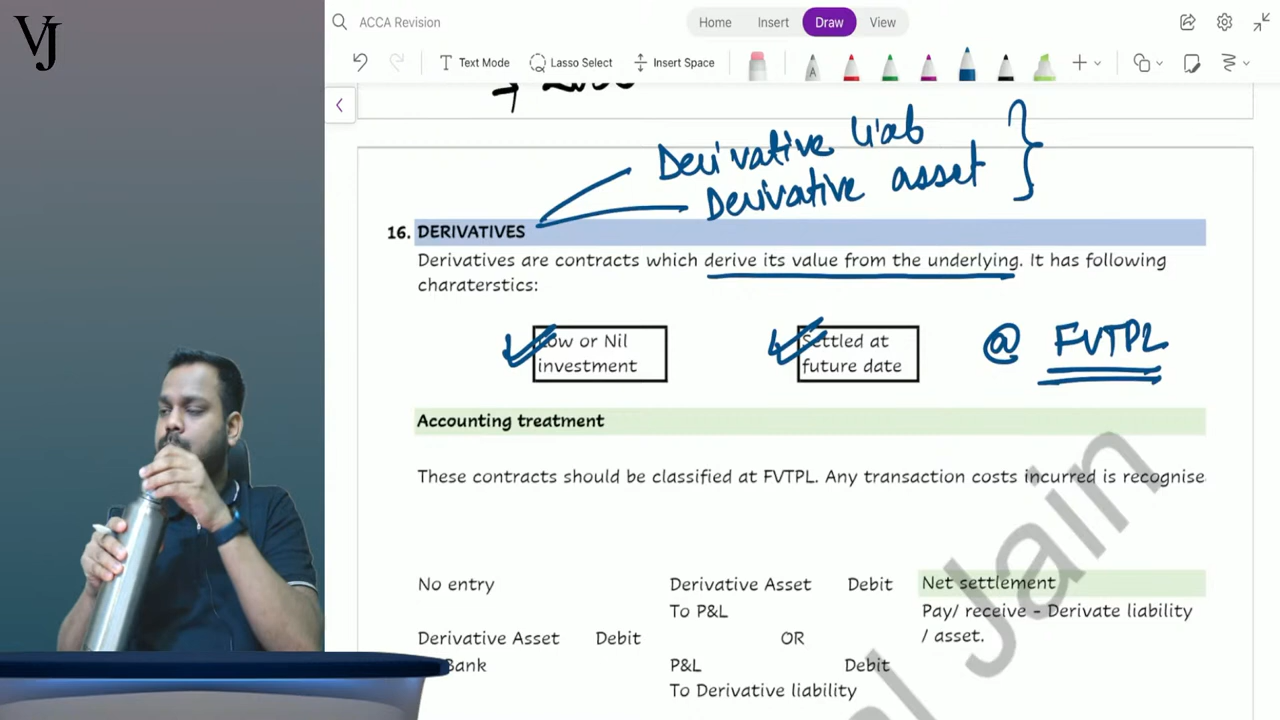 VJ
ACCA Revision
Home Insert Draw View
Text Mode Lasso Select Insert Space
Derivative liab
Derivative asset
16. DERIVATIVES
Derivatives are contracts which derive its value from the underlying. It has following
charaterstics:
Low or Nil
investment
Settled at
future date
@ FVTPL
Accounting treatment
These contracts should be classified at FVTPL. Any transaction costs incurred is recognise
No entry
Derivative Asset Debit
Bank
Derivative Asset Debit
To P&L
OR
P&L Debit
To Derivative liability
Net settlement
Pay/ receive - Derivate liability
/ asset.
Jain